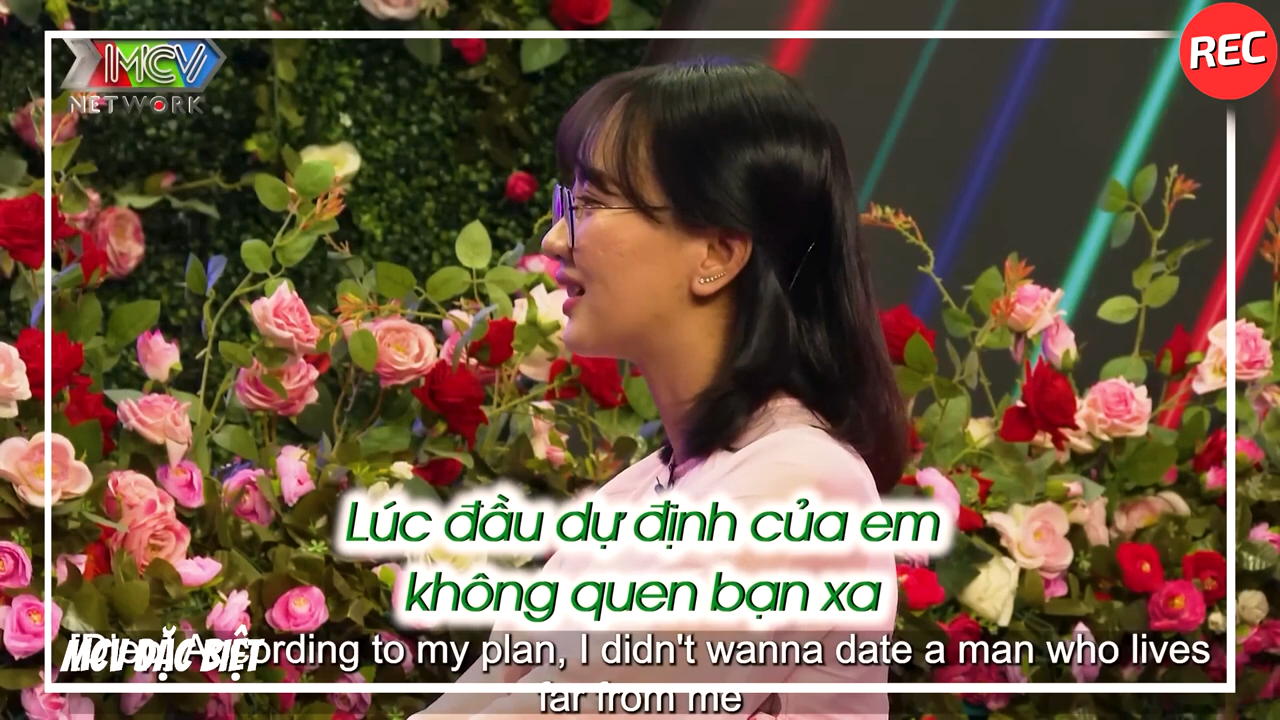 MCV
NETWORK
REC
Lúc đầu dự định của em
không quen bạn xa
MCV ĐẶC BIỆT
According to my plan, I didn't wanna date a man who lives
far from me